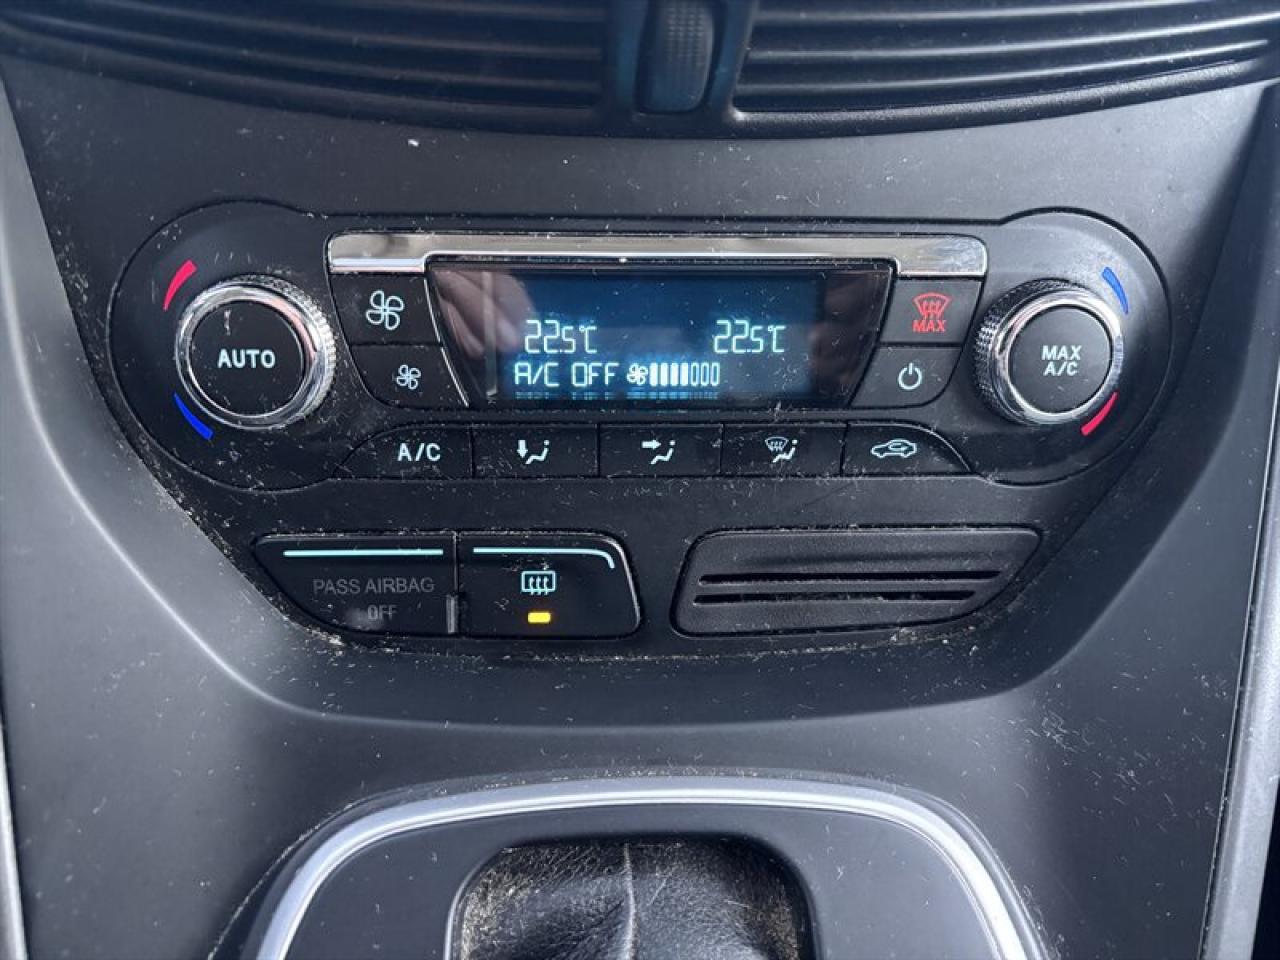 AUTO
22.5°C 22.5°C
A/C OFF
MAX
MAX
A/C
A/C
PASS AIRBAG
OFF